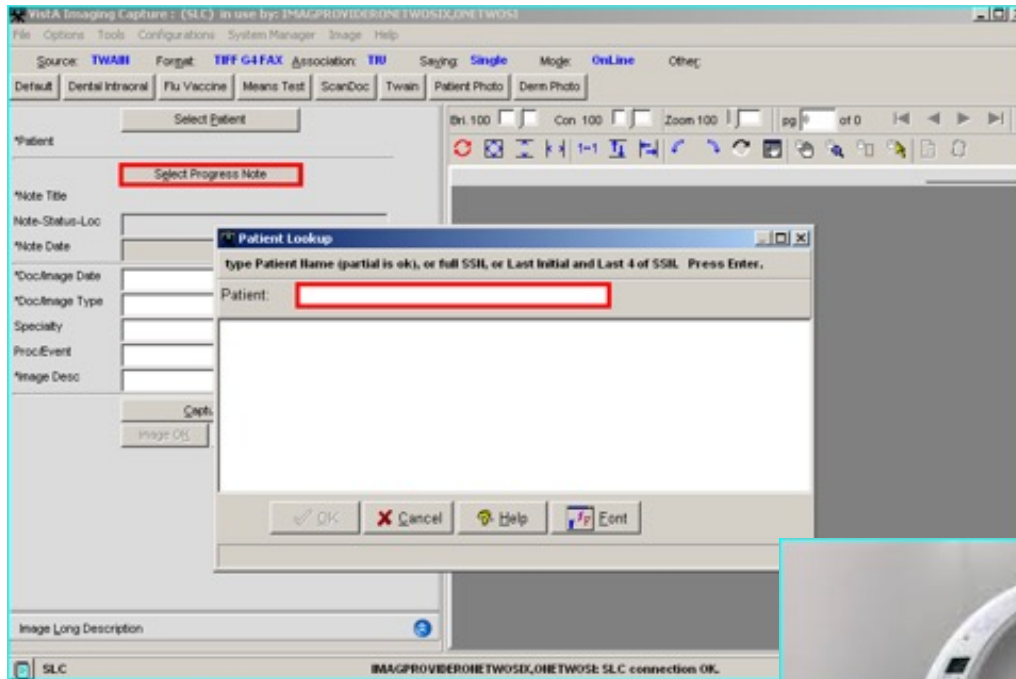 VistA Imaging Capture : (SLC) in use by: IMAGPROVIDERONETWOSIX,ONETWOSI
File Options Tools Configurations System Manager Image Help
Source: TWAIN Format: TIFF G4 FAX Association: TIU Saving: Single Mode: OnLine Other:
Default Dental Intraoral Flu Vaccine Means Test ScanDoc Twain Patient Photo Derm Photo
Select Patient
Bri. 100 Con 100 Zoom 100 pg of 0
*Patient
1-1
Select Progress Note
*Note Title
Note-Status-Loc
*Note Date
Patient Lookup
type Patient Name (partial is ok), or full SSN, or Last Initial and Last 4 of SSN. Press Enter.
*Doc/Image Date
Patient:
*Doc/Image Type
Specialty
Proc/Event
*Image Desc
Captu
Image OK
OK Cancel Help Font
Image Long Description
SLC IMAGPROVIDERONETWOSIX,ONETWOSI: SLC connection OK.